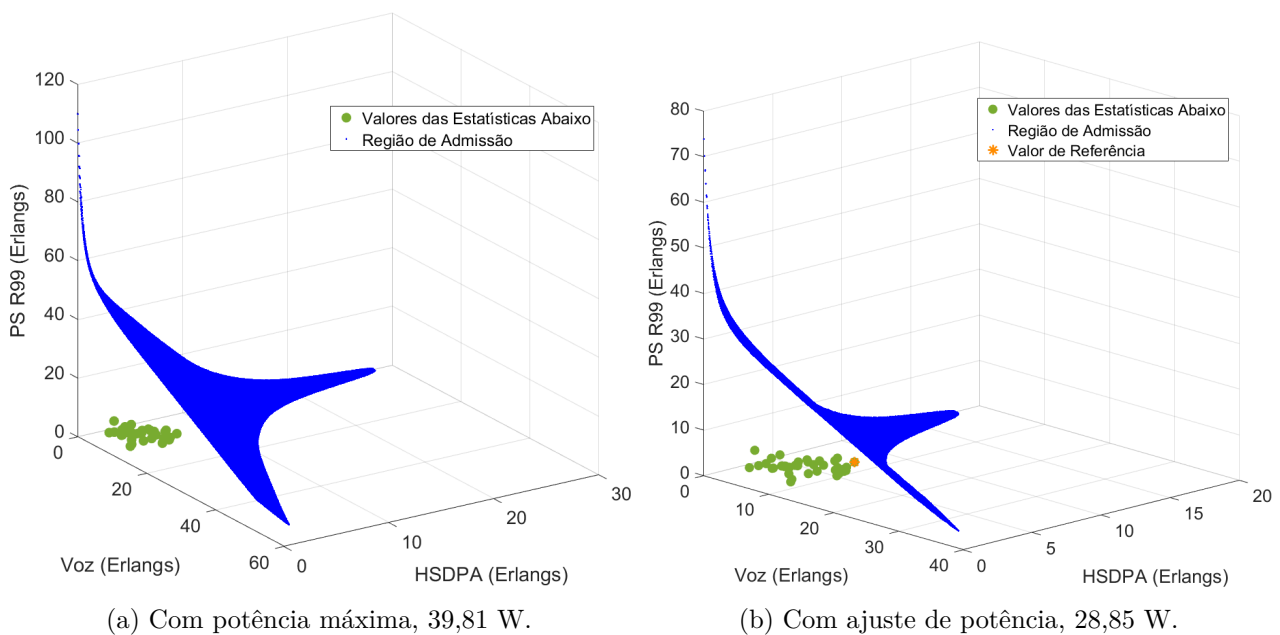 120
100
80
60
40
20
0
PS R99 (Erlangs)
0
20
40
60
Voz (Erlangs)
0
10
20
30
HSDPA (Erlangs)
Valores das Estatísticas Abaixo
Região de Admissão
(a) Com potência máxima, 39,81 W.
80
70
60
50
40
30
20
10
0
PS R99 (Erlangs)
0
10
20
30
40
Voz (Erlangs)
0
5
10
15
20
HSDPA (Erlangs)
Valores das Estatísticas Abaixo
Região de Admissão
Valor de Referência
(b) Com ajuste de potência, 28,85 W.